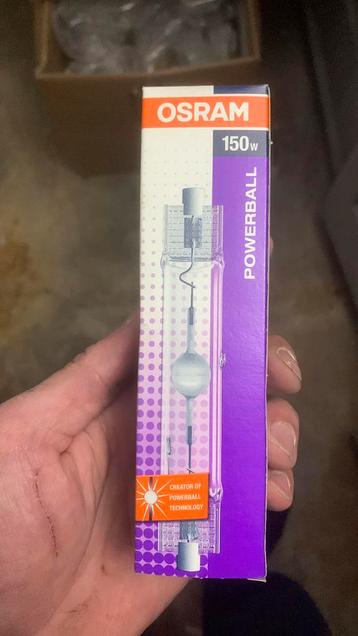 OSRAM
150W
POWERBALL
CREATOR OF
POWERBALL
TECHNOLOGY